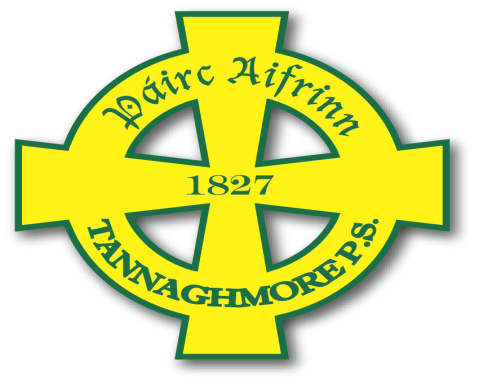 Páirc Aifrinn
1827
TANNAGHMORE P.S.